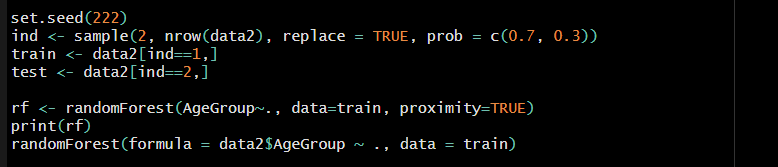 set.seed(222)
ind <- sample(2, nrow(data2), replace = TRUE, prob = c(0.7, 0.3))
train <- data2[ind==1,]
test <- data2[ind==2,]
rf <- randomForest(AgeGroup~., data=train, proximity=TRUE)
print(rf)
randomForest(formula = data2$AgeGroup ~ ., data = train)